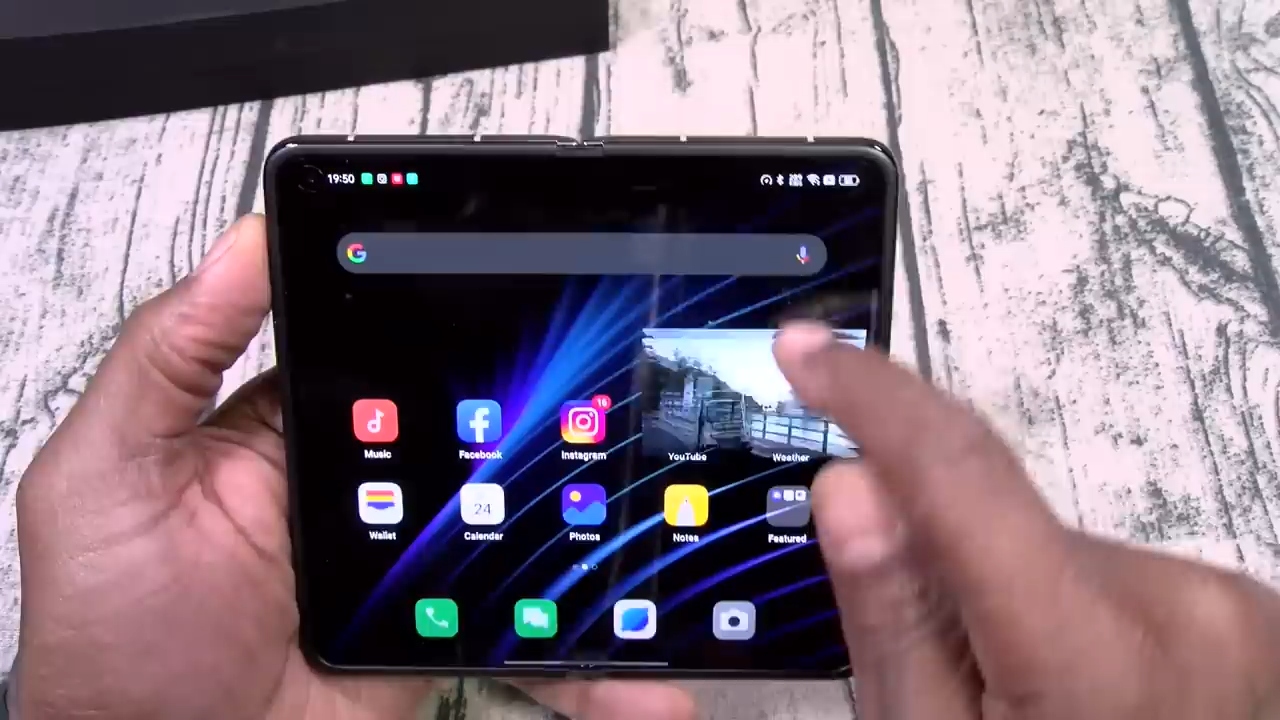 19:50
16
Music
Facebook
Instagram
YouTube
Weather
24
Wallet
Calendar
Photos
Notes
Featured